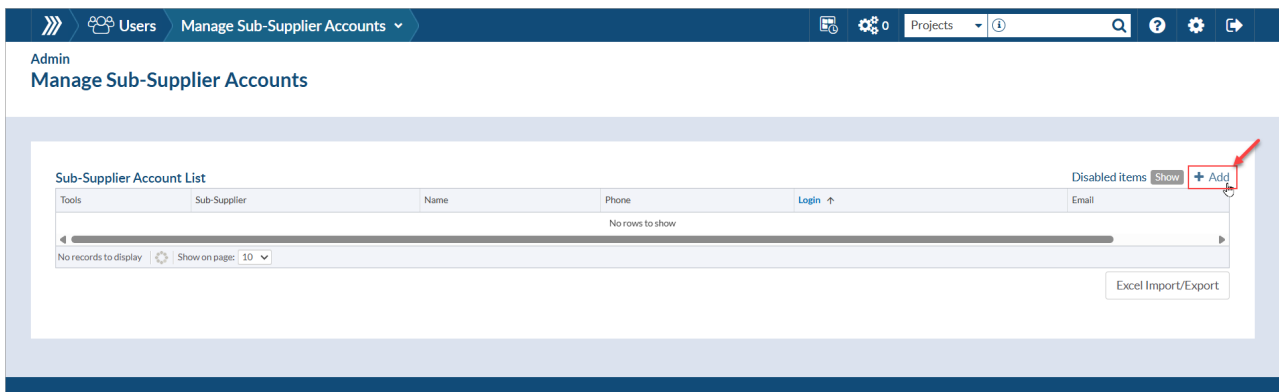 Users Manage Sub-Supplier Accounts 0 Projects
Admin
Manage Sub-Supplier Accounts
Sub-Supplier Account List Disabled items Show + Add
Tools Sub-Supplier Name Phone Login ↑ Email
No rows to show
No records to display Show on page: 10
Excel Import/Export